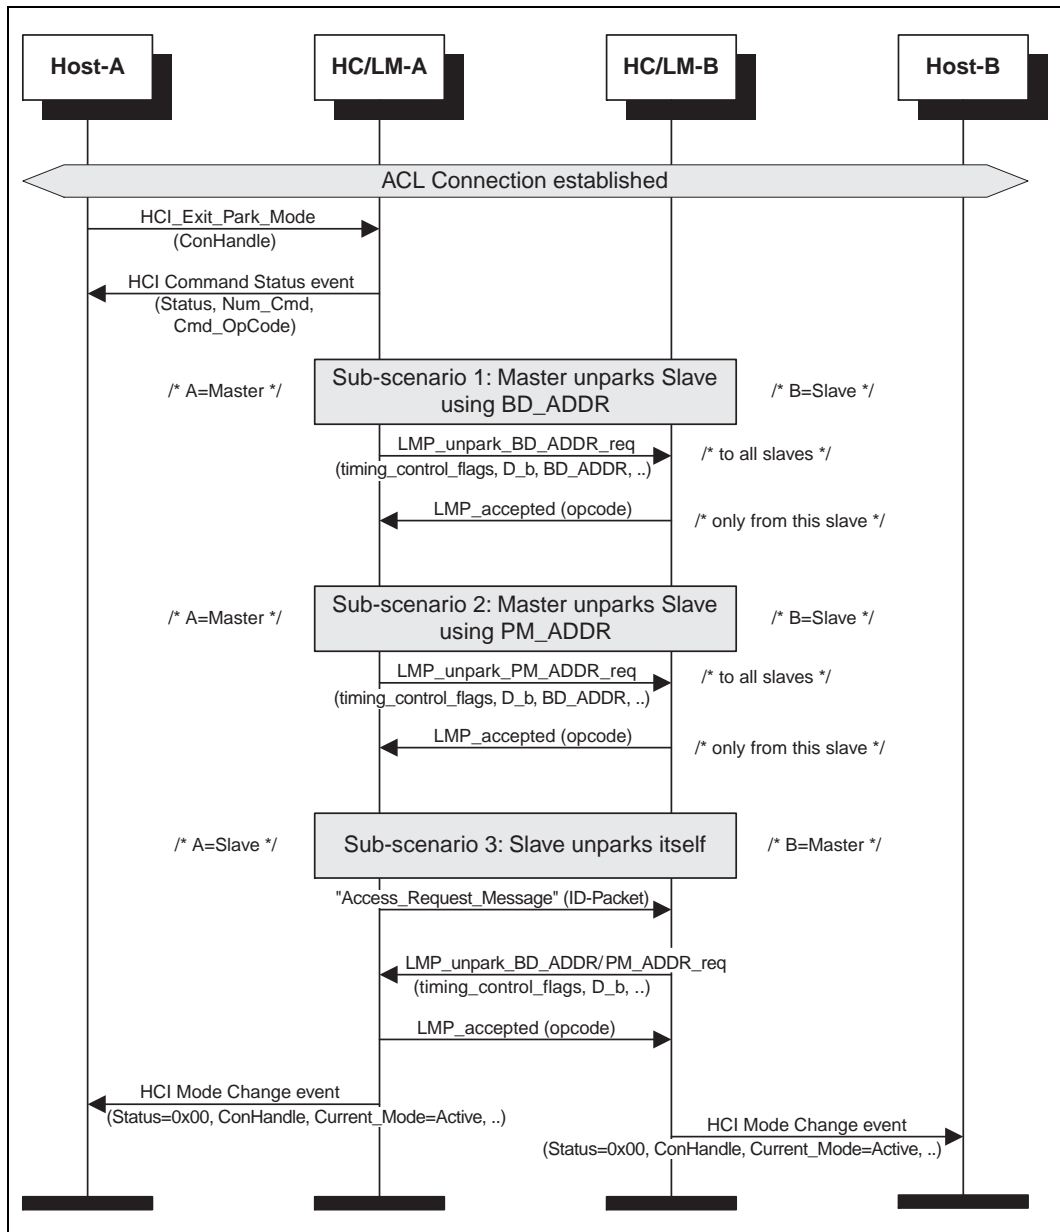 Host-A
HC/LM-A
HC/LM-B
Host-B
ACL Connection established
HCI_Exit_Park_Mode
(ConHandle)
HCI Command Status event
(Status, Num_Cmd,
Cmd_OpCode)
/* A=Master */
Sub-scenario 1: Master unparks Slave
using BD_ADDR
/* B=Slave */
LMP_unpark_BD_ADDR_req
(timing_control_flags, D_b, BD_ADDR, ..)
/* to all slaves */
LMP_accepted (opcode)
/* only from this slave */
/* A=Master */
Sub-scenario 2: Master unparks Slave
using PM_ADDR
/* B=Slave */
LMP_unpark_PM_ADDR_req
(timing_control_flags, D_b, BD_ADDR, ..)
/* to all slaves */
LMP_accepted (opcode)
/* only from this slave */
/* A=Slave */
Sub-scenario 3: Slave unparks itself
/* B=Master */
"Access_Request_Message" (ID-Packet)
LMP_unpark_BD_ADDR/PM_ADDR_req
(timing_control_flags, D_b, ..)
LMP_accepted (opcode)
HCI Mode Change event
(Status=0x00, ConHandle, Current_Mode=Active, ..)
HCI Mode Change event
(Status=0x00, ConHandle, Current_Mode=Active, ..)